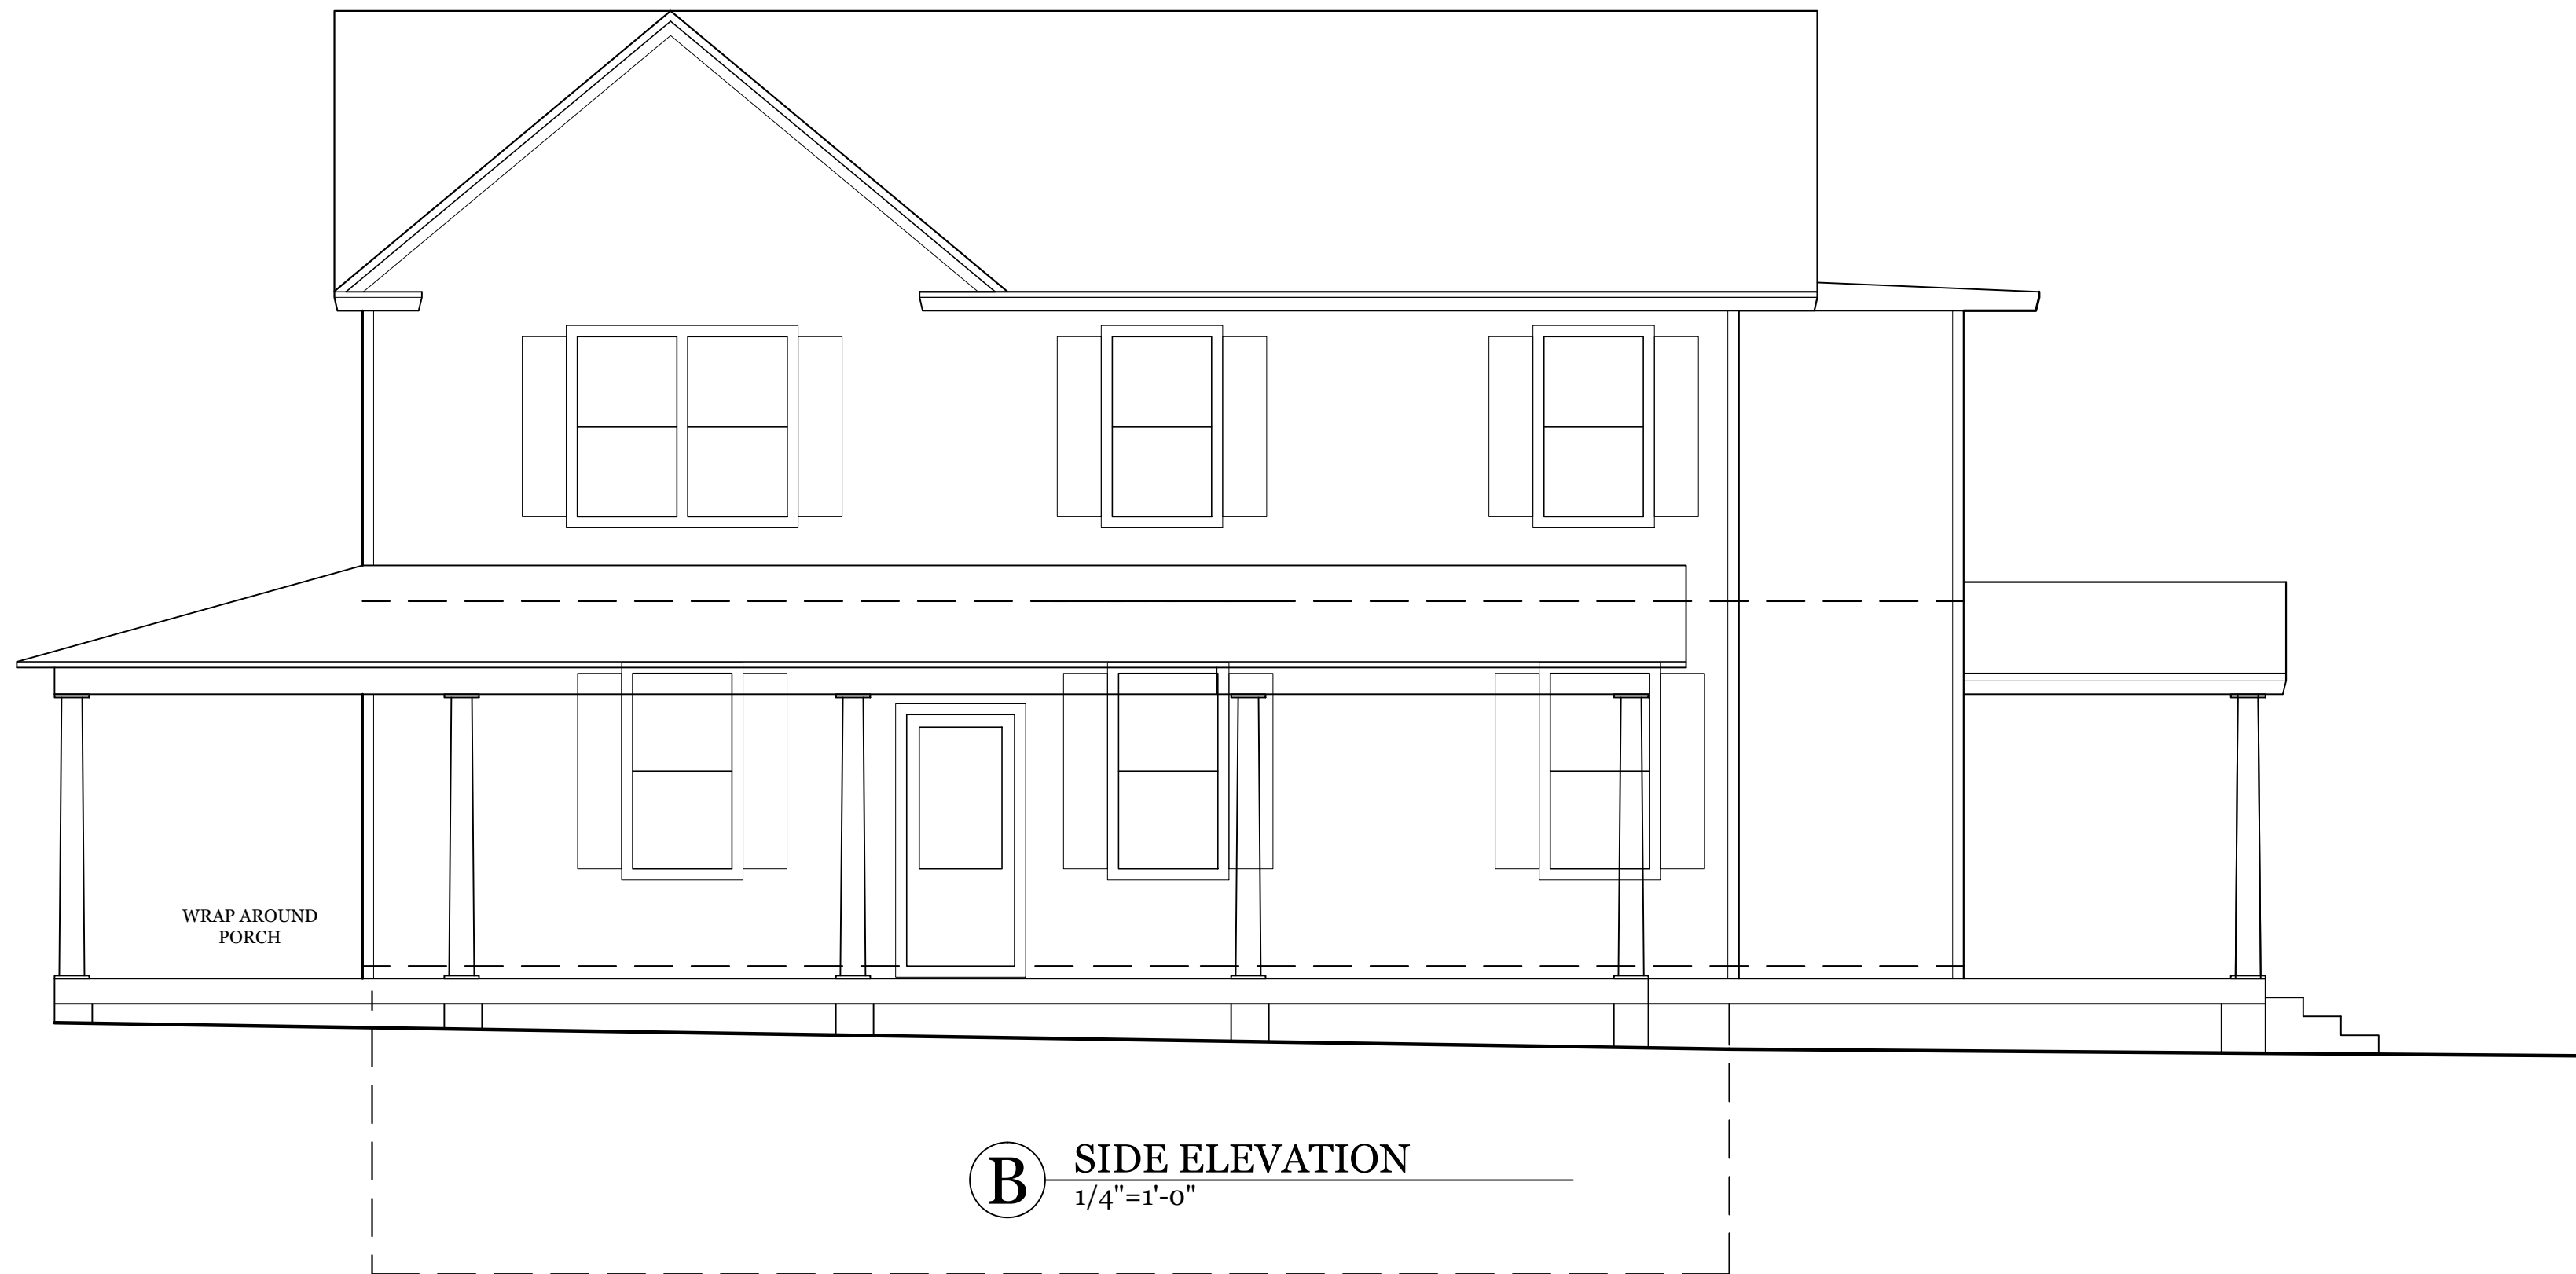 WRAP AROUND
PORCH
B
SIDE ELEVATION
1/4"=1'-0"